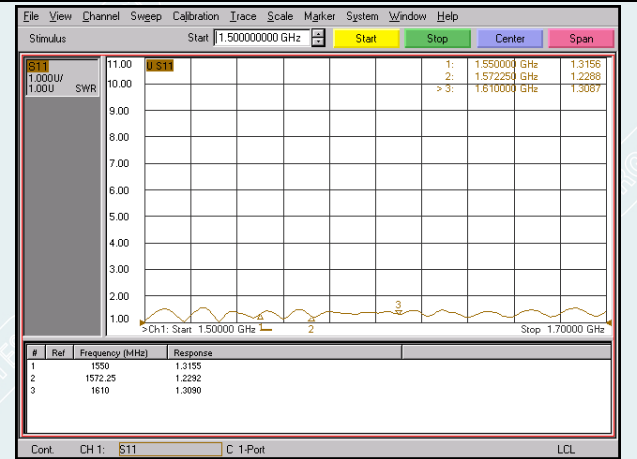 File View Channel Sweep Calibration Trace Scale Marker System Window Help
Stimulus Start 1.500000000 GHz Start Stop Center Span
S11
1.000U/
1.00U SWR
11.00 U S11
10.00
9.00
8.00
7.00
6.00
5.00
4.00
3.00
2.00
1.00
1: 1.550000 GHz 1.3156
2: 1.572250 GHz 1.2288
> 3: 1.610000 GHz 1.3087
3
1 2
>Ch1: Start 1.50000 GHz Stop 1.70000 GHz
# Ref Frequency (MHz) Response
1 1550 1.3155
2 1572.25 1.2292
3 1610 1.3090
Cont. CH 1: S11 C 1-Port LCL